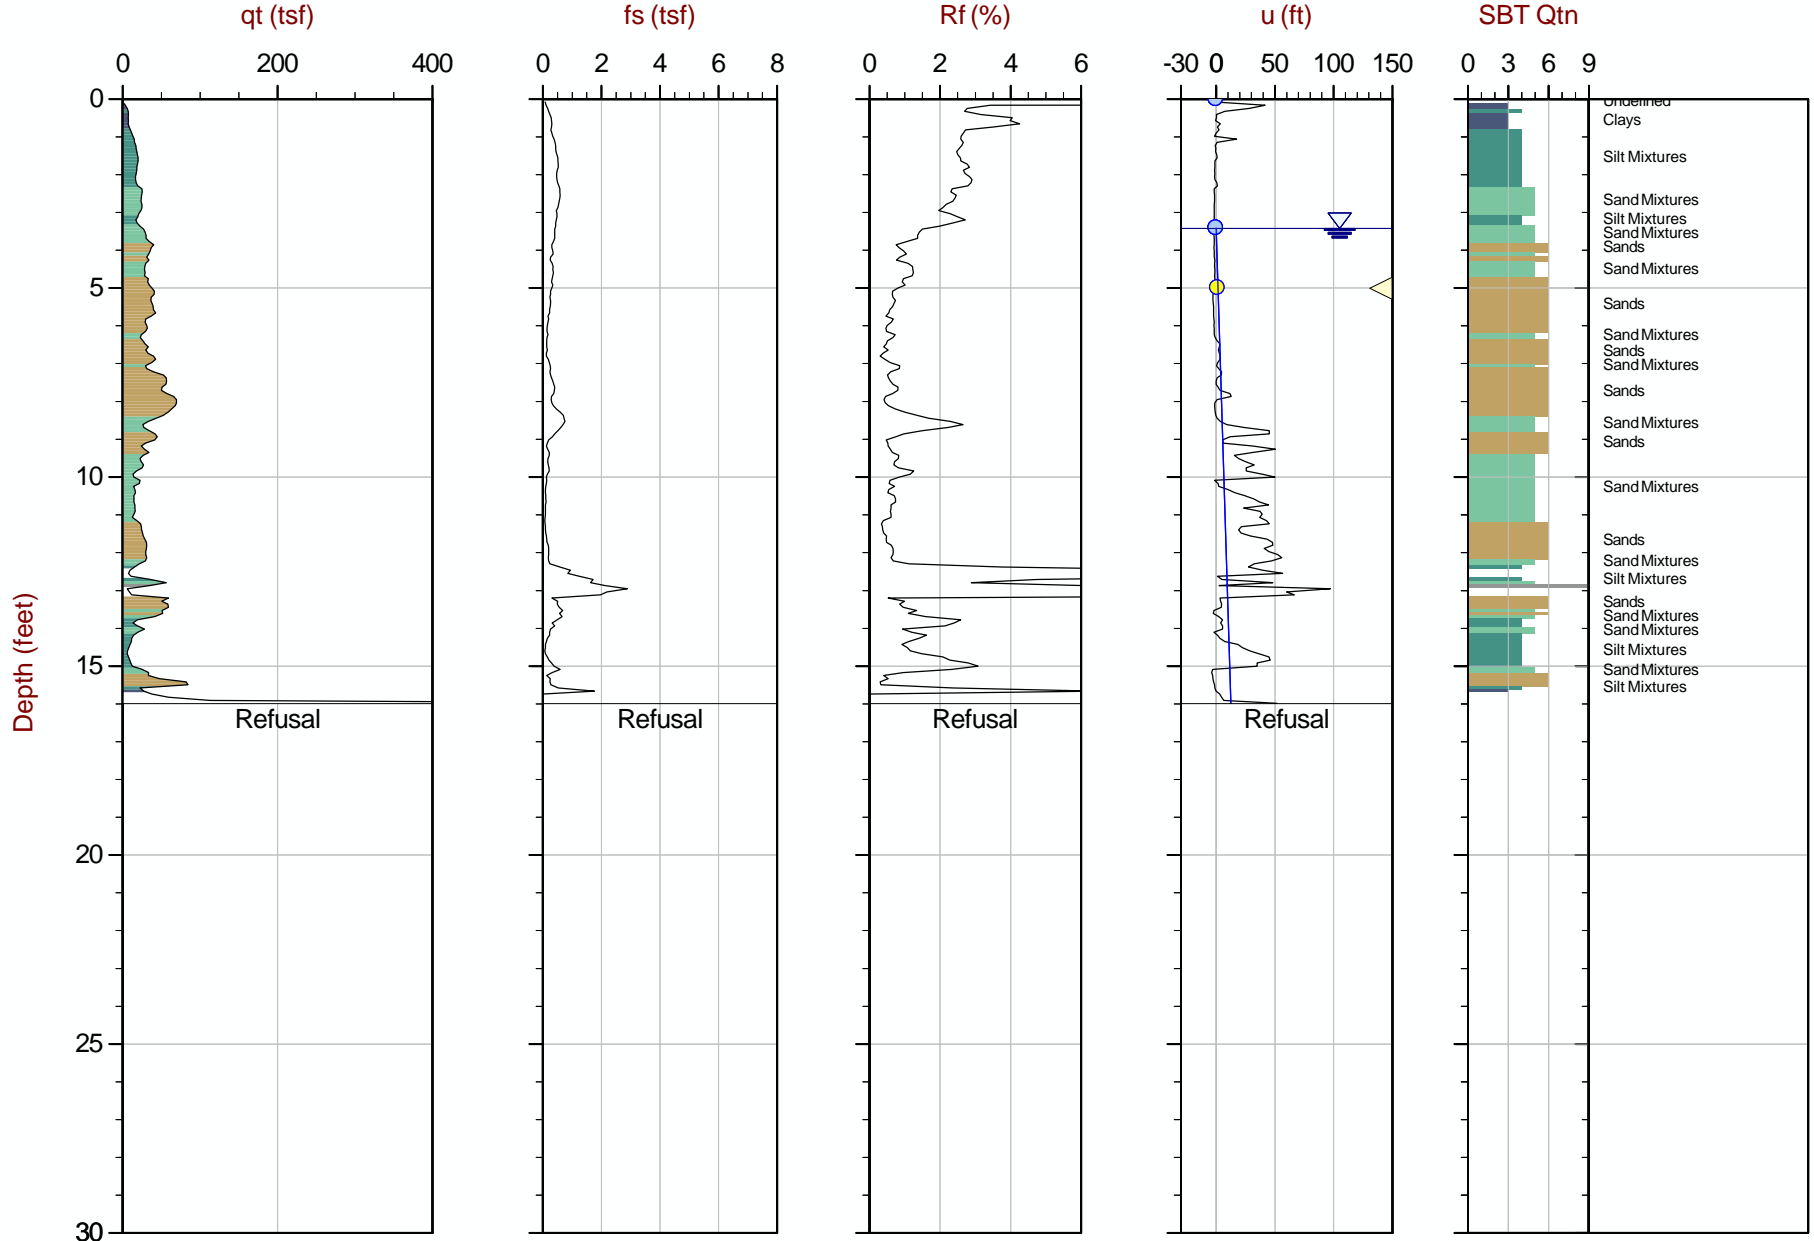 qt (tsf) fs (tsf) Rf (%) u (ft) SBT Qtn
0 200 400 0 2 4 6 8 0 2 4 6 -30 0 50 100 150 0 3 6 9
0
Undefined
Clays
Silt Mixtures
Sand Mixtures
Silt Mixtures
Sand Mixtures
Sands
Sand Mixtures
5
Sands
Sand Mixtures
Sands
Sand Mixtures
Sands
Sand Mixtures
Sands
10
Sand Mixtures
Sands
Sand Mixtures
Silt Mixtures
Sands
Sand Mixtures
Sand Mixtures
Silt Mixtures
15
Sand Mixtures
Silt Mixtures
Refusal Refusal Refusal Refusal
Depth (feet)
20
25
30